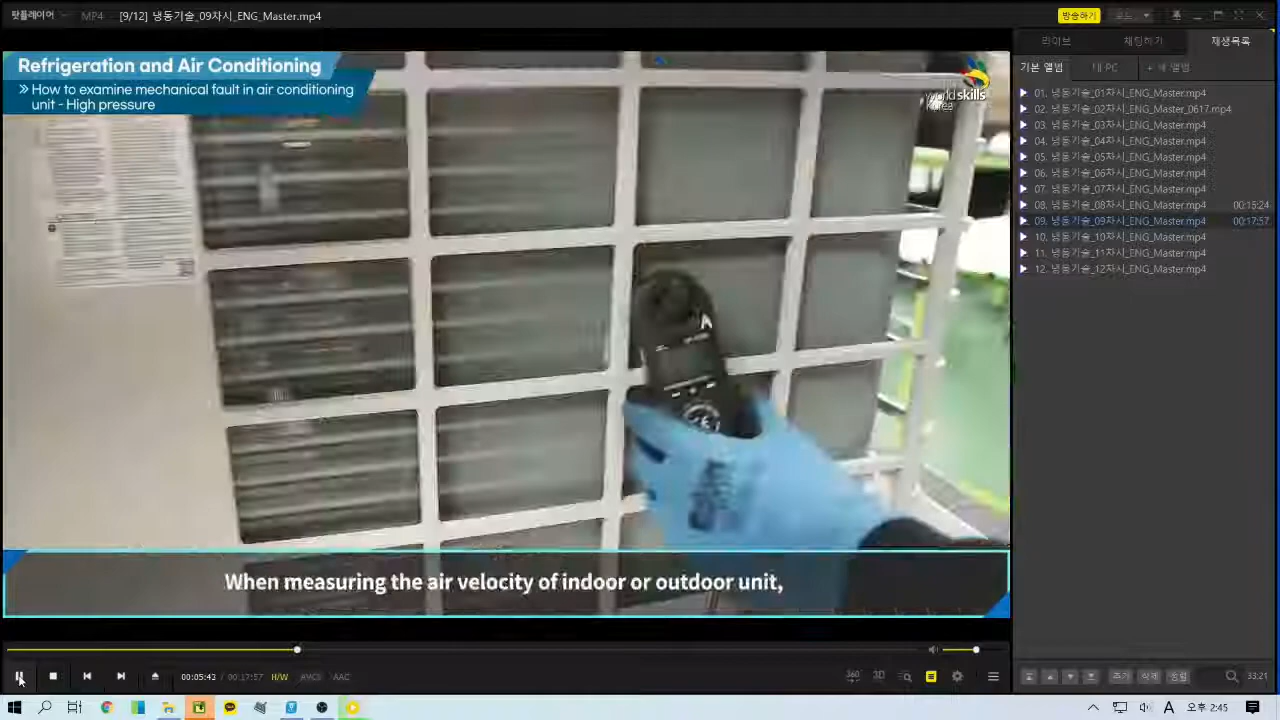 팟플레이어
MP4
[9/12] 냉동기술_09차시_ENG_Master.mp4
방송하기
Refrigeration and Air Conditioning
» How to examine mechanical fault in air conditioning
unit - High pressure
world skills
Korea
When measuring the air velocity of indoor or outdoor unit,
라이브
채팅하기
재생목록
기본 앨범
내 PC
+ 새 앨범
01. 냉동기술_01차시_ENG_Master.mp4
02. 냉동기술_02차시_ENG_Master_0617.mp4
03. 냉동기술_03차시_ENG_Master.mp4
04. 냉동기술_04차시_ENG_Master.mp4
05. 냉동기술_05차시_ENG_Master.mp4
06. 냉동기술_06차시_ENG_Master.mp4
07. 냉동기술_07차시_ENG_Master.mp4
08. 냉동기술_08차시_ENG_Master.mp4 00:15:24
09. 냉동기술_09차시_ENG_Master.mp4 00:17:57
10. 냉동기술_10차시_ENG_Master.mp4
11. 냉동기술_11차시_ENG_Master.mp4
12. 냉동기술_12차시_ENG_Master.mp4
00:05:43 / 00:17:57 H/W AVC1 AAC
360° 3D
추가 삭제 정렬
33:21
A 오후 2:45